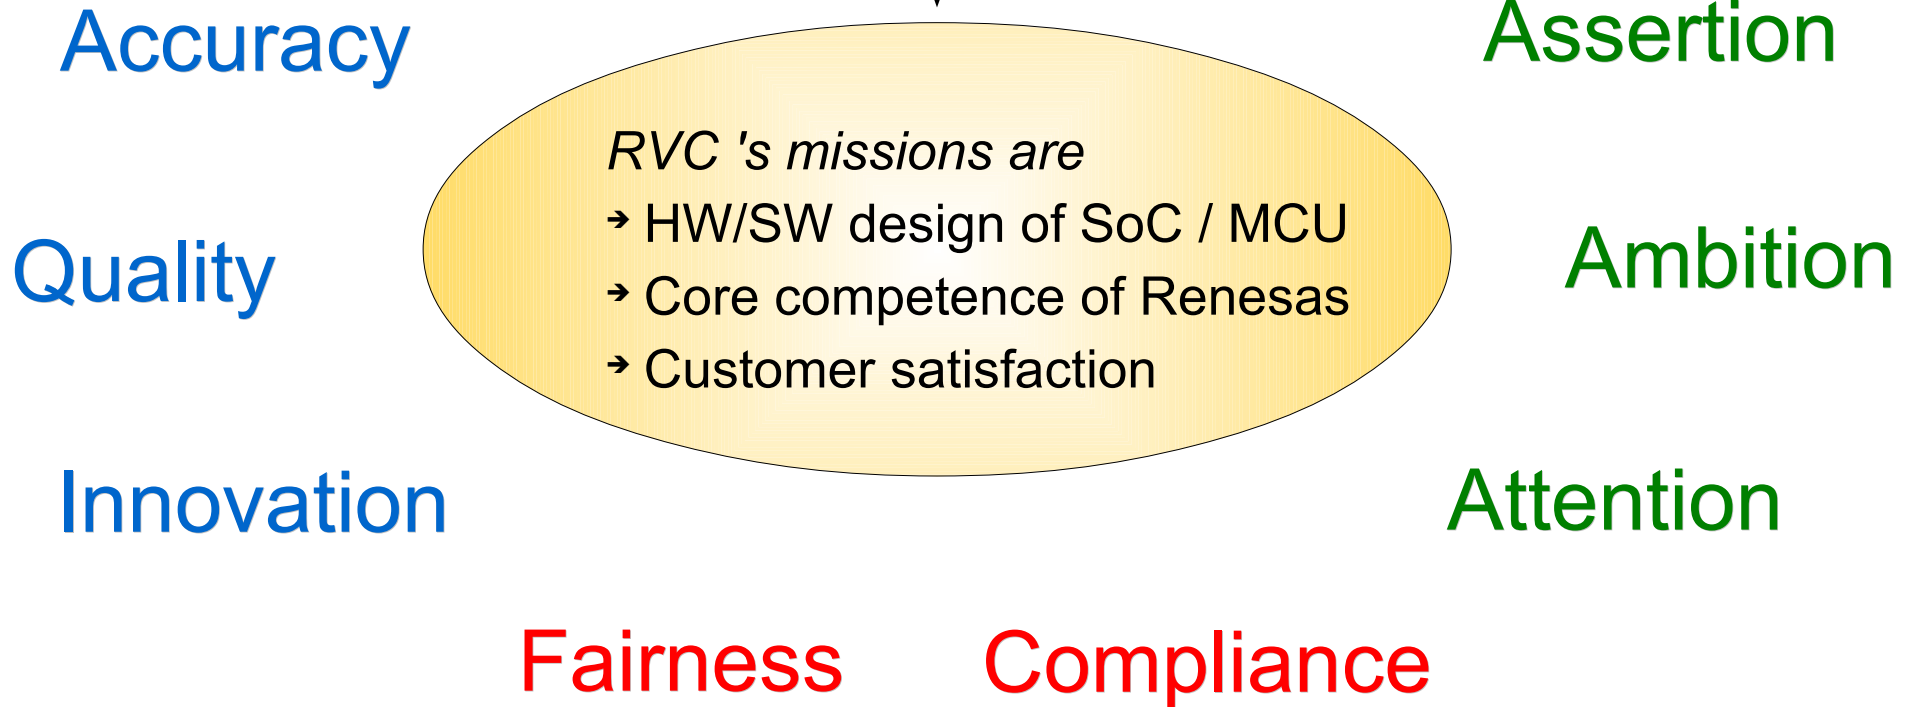 Accuracy
Assertion
RVC 's missions are
➔ HW/SW design of SoC / MCU
➔ Core competence of Renesas
➔ Customer satisfaction
Quality
Ambition
Innovation
Attention
Fairness
Compliance